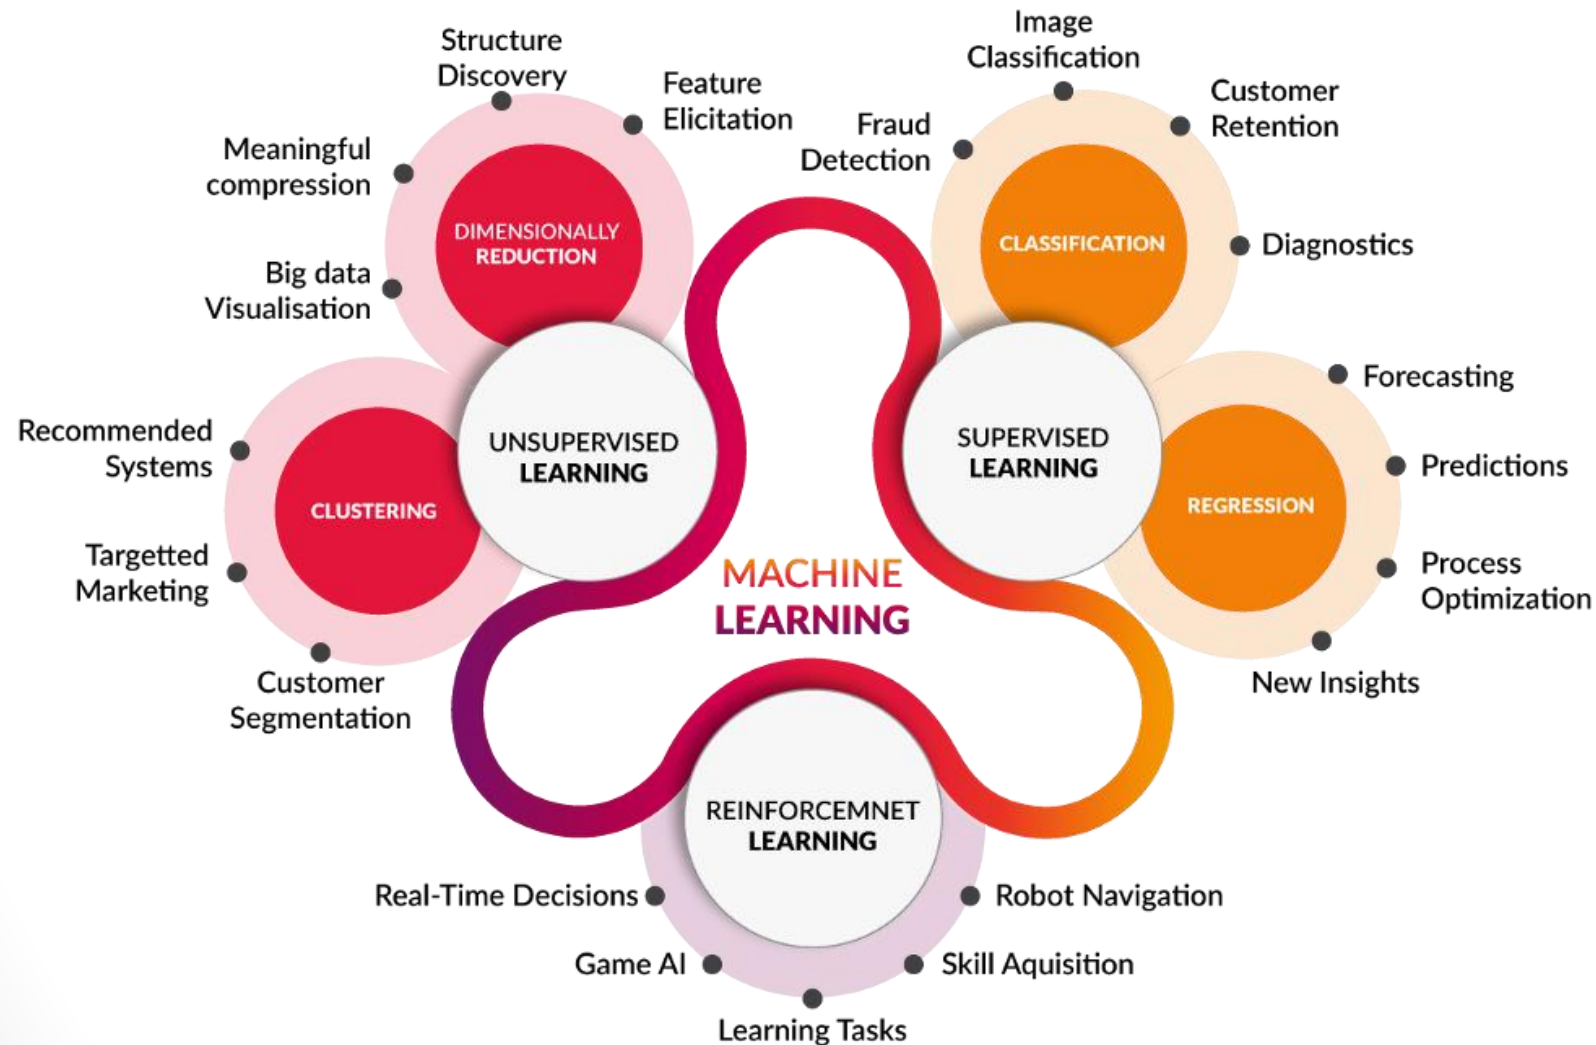 Structure
Discovery
Feature
Elicitation
Meaningful
compression
Big data
Visualisation
DIMENSIONALLY
REDUCTION
Recommended
Systems
Targetted
Marketing
Customer
Segmentation
CLUSTERING
UNSUPERVISED
LEARNING
Image
Classification
Customer
Retention
Fraud
Detection
Diagnostics
CLASSIFICATION
SUPERVISED
LEARNING
Forecasting
Predictions
Process
Optimization
New Insights
REGRESSION
MACHINE
LEARNING
REINFORCEMNET
LEARNING
Real-Time Decisions
Game AI
Learning Tasks
Skill Aquisition
Robot Navigation